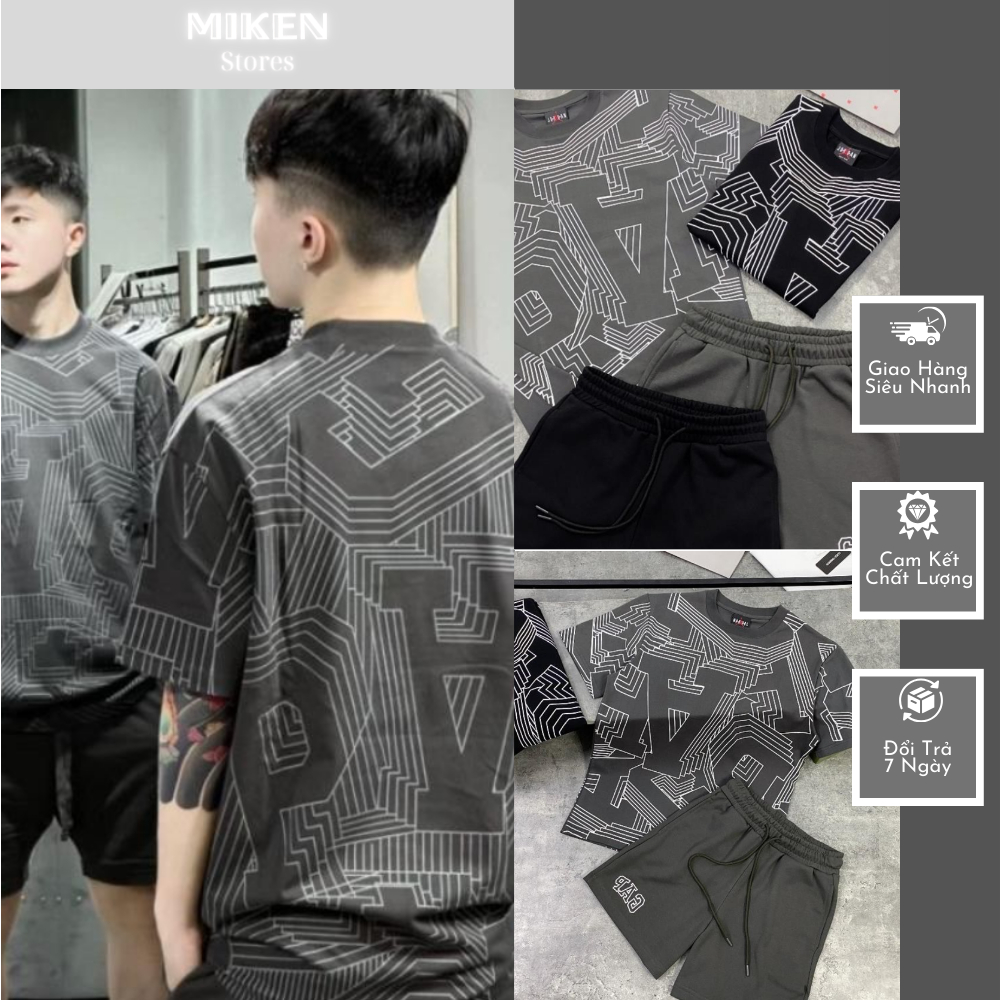 MIKEN
Stores
Giao Hàng
Siêu Nhanh
Cam Kết
Chất Lượng
Đổi Trả
7 Ngày